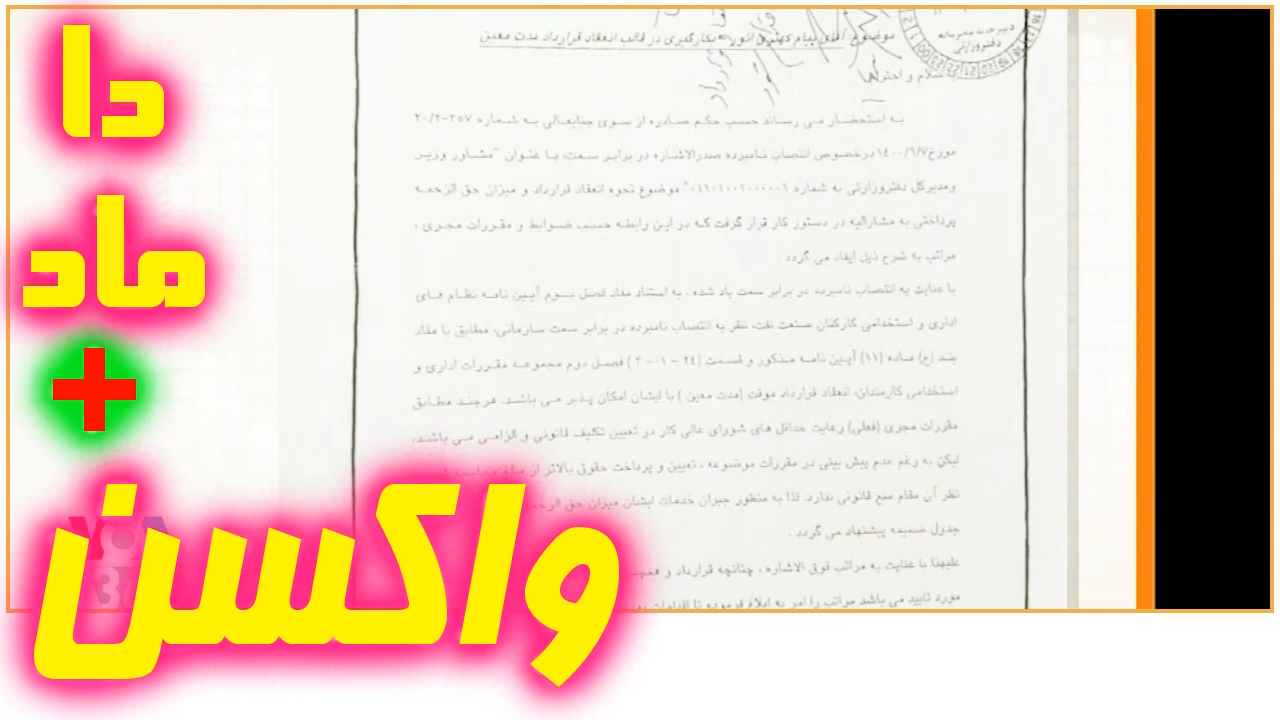 دا
ماد
+
واکسن
دبیرخانه محرمانه
دفتر وزارتی
موضوع: آقای پیام بکارگیری در قالب انعقاد قرارداد مدت معین
با سلام و احترام
به استحضار می رساند حسب حکم صادره از سوی جنابعالی به شماره ۲۵۷-۲۰/۲
مورخ ۱۴۰۰/۶/۷ درخصوص انتصاب نامبرده صدرالاشاره در برابر سمت، با عنوان "مشاور وزیر
ومدیرکل دفتروزارتی به شماره موضوع نحوه انعقاد قرارداد و میزان حق الزحمه
پرداختی به مشارالیه در دستور کار قرار گرفت که در این رابطه حسب ضوابط و مقررات مجری ،
مراتب به شرح ذیل ایفاد می گردد :
با عنایت به انتصاب نامبرده در برابر سمت یاد شده ، به استناد مفاد فصل سوم آیین نامه نظام های
اداری و استخدامی کارکنان صنعت نفت، نظر به انتصاب نامبرده در برابر سمت سازمانی، مطابق با مفاد
بند (ج) ماده (۱۱) آیین نامه مذکور و قسمت (۲۴ - ۰۱ - ۲ ) فصل دوم مجموعه مقررات اداری و
استخدامی کارمندان، انعقاد قرارداد موقت (مدت معین ) با ایشان امکان پذیر می باشد. هرچند مطابق
مقررات مجری (فعلی) رعایت حداقل های شورای عالی کار در تعیین تکلیف قانونی و الزامی می باشد،
لیکن به رغم عدم پیش بینی در مقررات موضوعه ، تعیین و پرداخت حقوق بالاتر از مبلغ
نظر آن مقام منع قانونی ندارد. لذا به منظور جبران خدمات ایشان میزان حق
جدول ضمیمه پیشنهاد می گردد .
علیهذا با عنایت به مراتب فوق الاشاره ، چنانچه قرارداد و
مورد تایید می باشد مراتب را امر به ابلاغ فرموده تا اقدامات